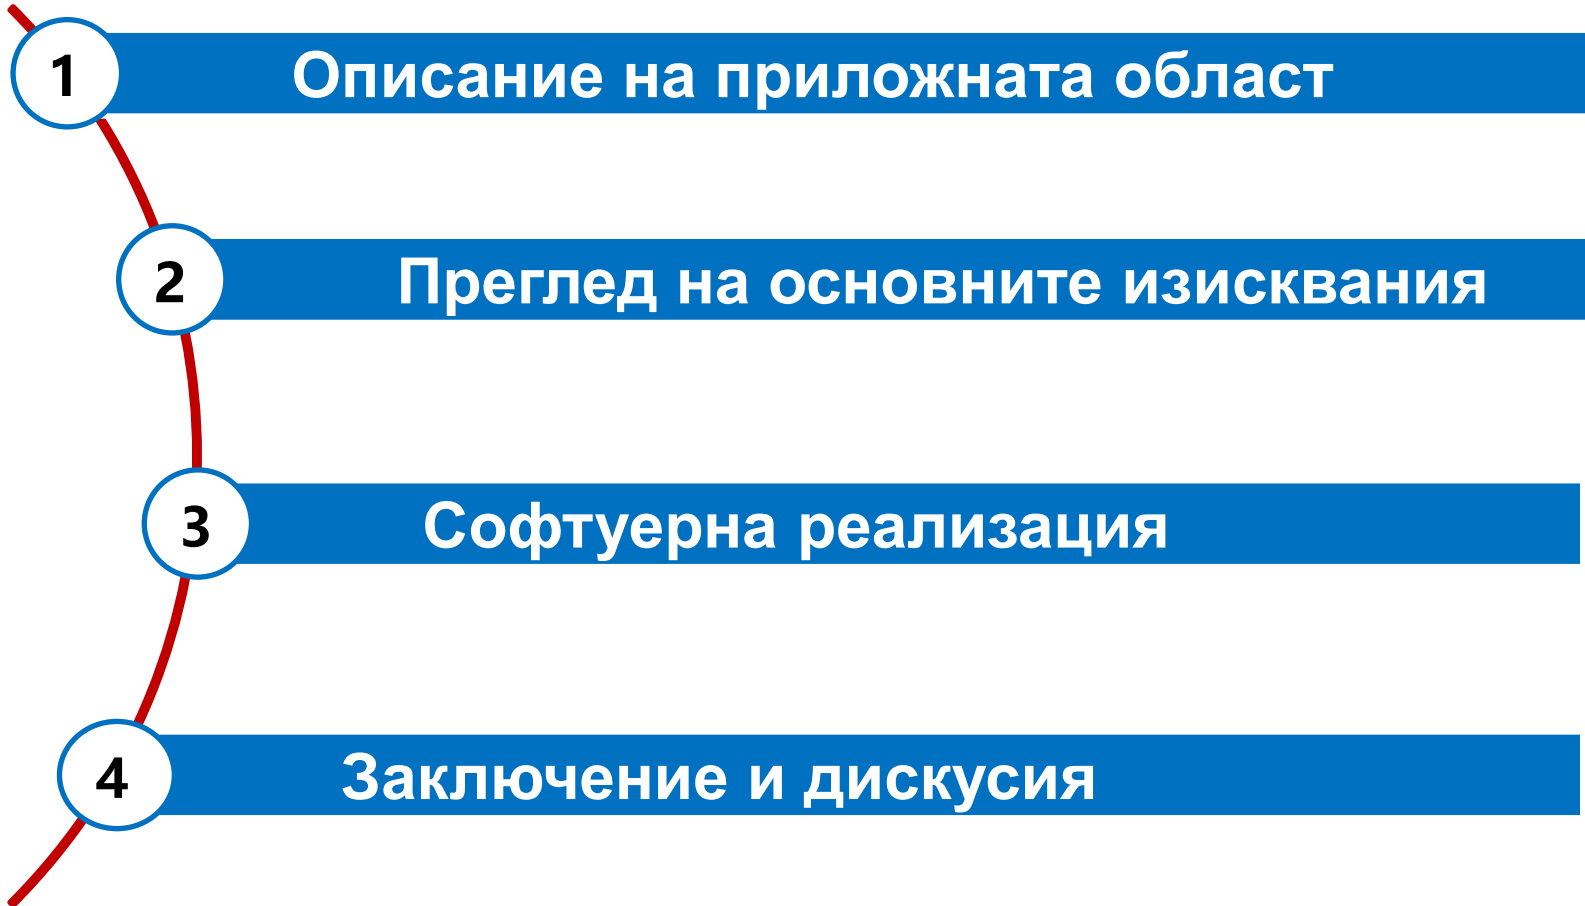 1 Описание на приложната област
2 Преглед на основните изисквания
3 Софтуерна реализация
4 Заключение и дискусия